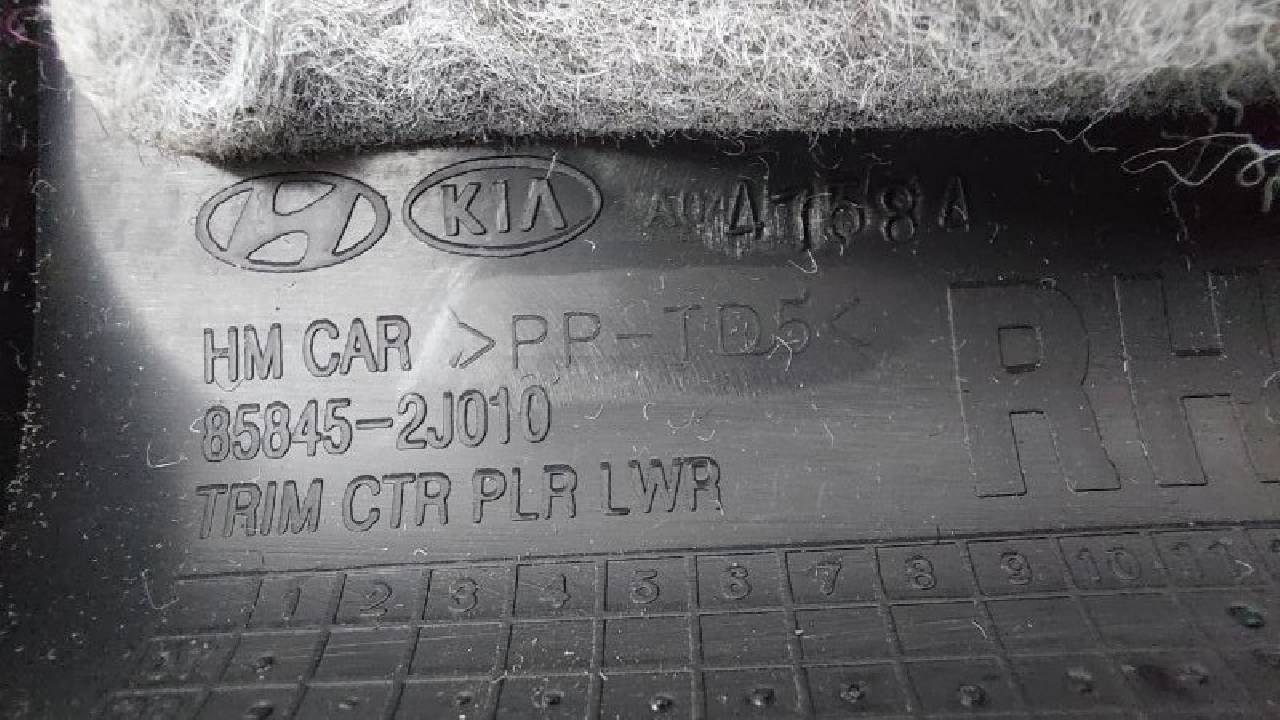 KIA
HM CAR >PP-TD5< RH
85845-2J010
TRIM CTR PLR LWR
1 2 3 4 5 6 7 8 9 10 11